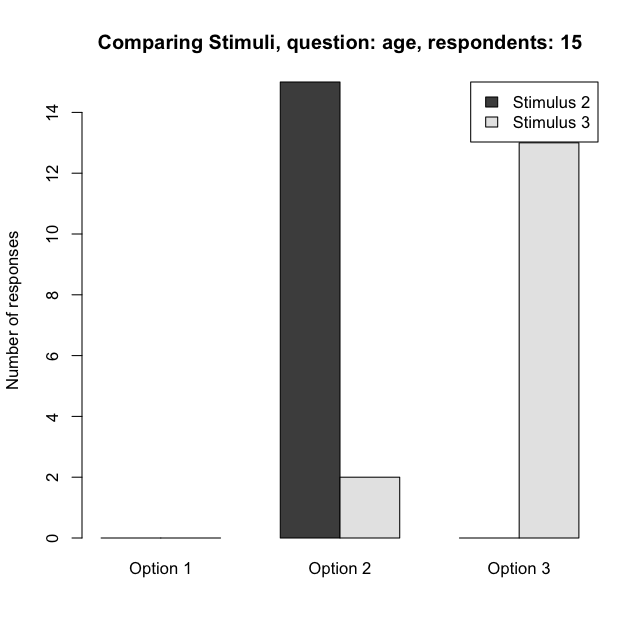 Comparing Stimuli, question: age, respondents: 15
Stimulus 2
Stimulus 3
Number of responses
14
12
10
8
6
4
2
0
Option 1
Option 2
Option 3